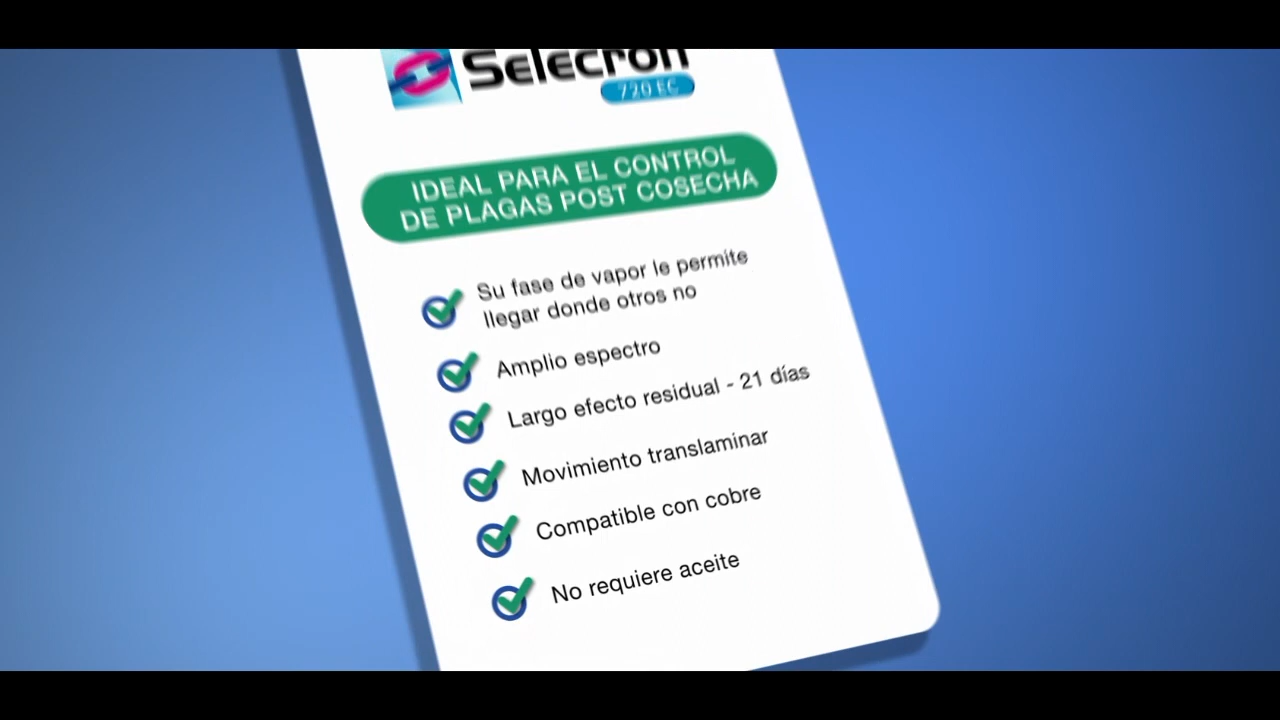 Selecron
720 EC
IDEAL PARA EL CONTROL
DE PLAGAS POST COSECHA
Su fase de vapor le permite
llegar donde otros no
Amplio espectro
Largo efecto residual - 21 días
Movimiento translaminar
Compatible con cobre
No requiere aceite